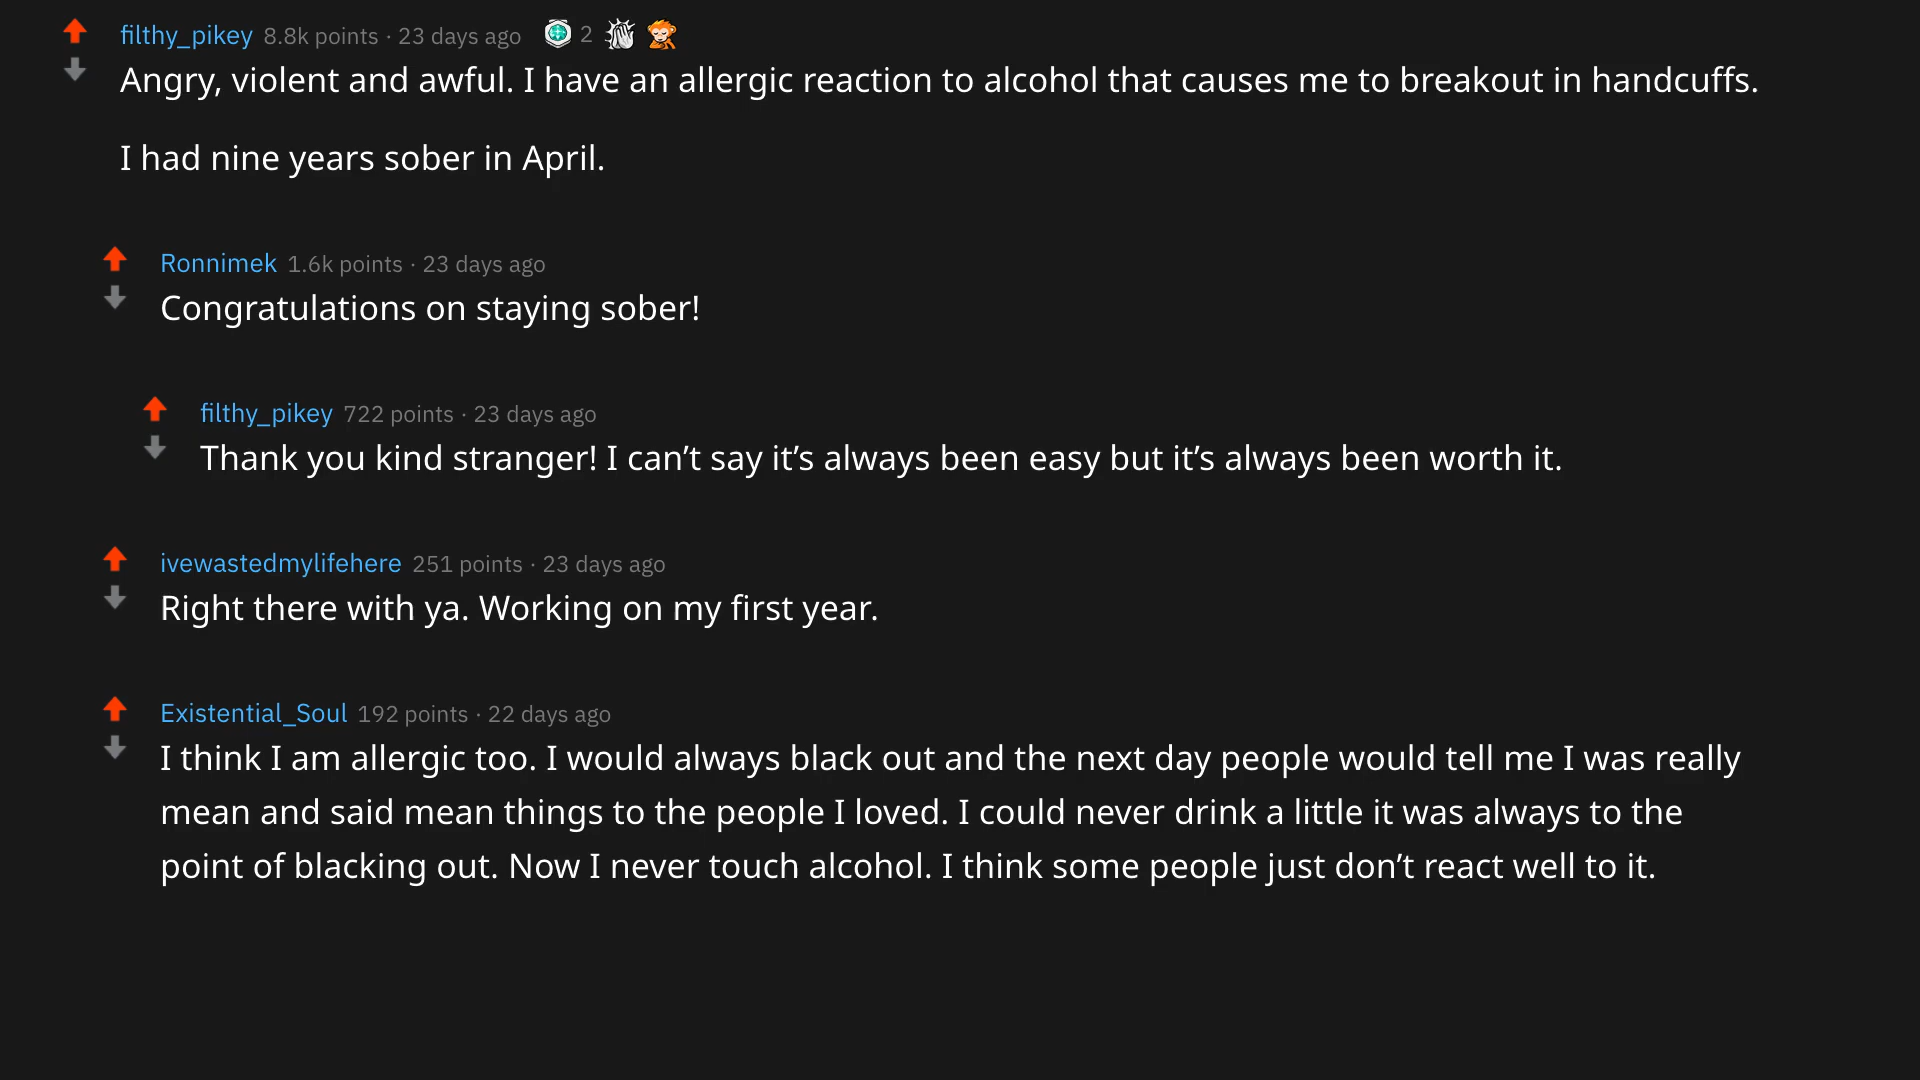 filthy_pikey 8.8k points · 23 days ago 2
Angry, violent and awful. I have an allergic reaction to alcohol that causes me to breakout in handcuffs.
I had nine years sober in April.
Ronnimek 1.6k points · 23 days ago
Congratulations on staying sober!
filthy_pikey 722 points · 23 days ago
Thank you kind stranger! I can’t say it’s always been easy but it’s always been worth it.
ivewastedmylifehere 251 points · 23 days ago
Right there with ya. Working on my first year.
Existential_Soul 192 points · 22 days ago
I think I am allergic too. I would always black out and the next day people would tell me I was really
mean and said mean things to the people I loved. I could never drink a little it was always to the
point of blacking out. Now I never touch alcohol. I think some people just don’t react well to it.